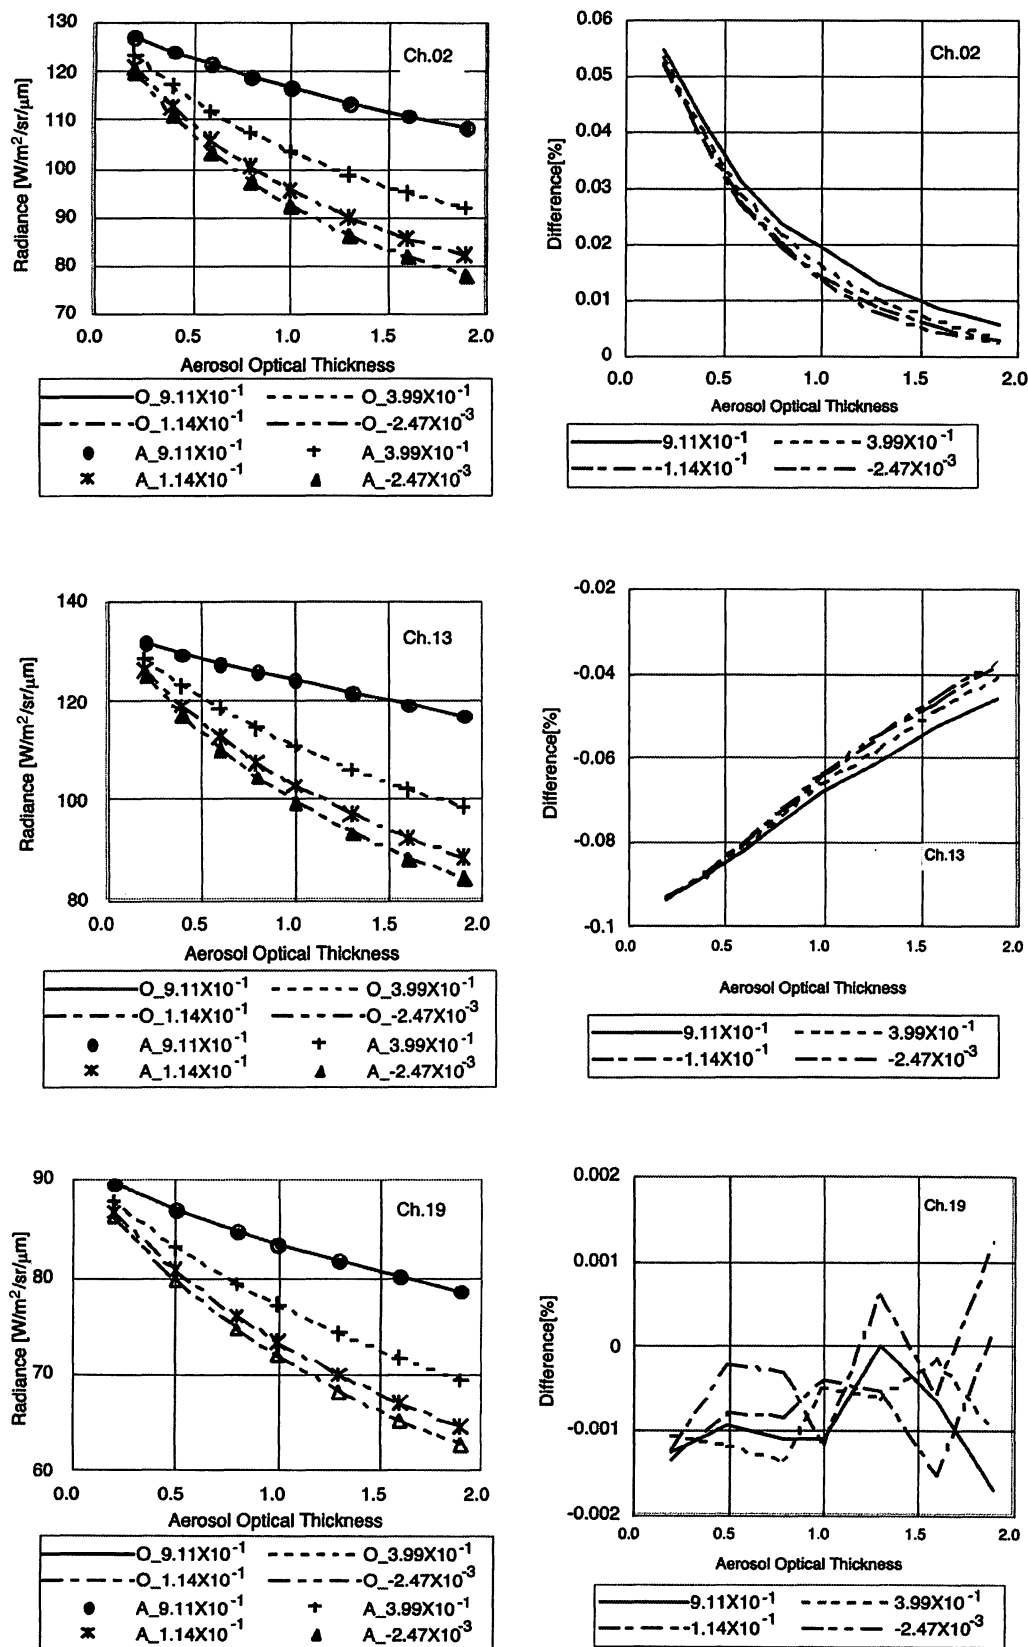 130
120
110
100
90
80
70
Radiance [W/m²/sr/μm]
Ch.02
0.0 0.5 1.0 1.5 2.0
Aerosol Optical Thickness
O_9.11X10⁻¹ O_3.99X10⁻¹
O_1.14X10⁻¹ O_-2.47X10⁻³
A_9.11X10⁻¹ A_3.99X10⁻¹
A_1.14X10⁻¹ A_-2.47X10⁻³
0.06
0.05
0.04
0.03
0.02
0.01
0
Difference[%]
Ch.02
0.0 0.5 1.0 1.5 2.0
Aerosol Optical Thickness
9.11X10⁻¹ 3.99X10⁻¹
1.14X10⁻¹ -2.47X10⁻³
140
120
100
80
Radiance [W/m²/sr/μm]
Ch.13
0.0 0.5 1.0 1.5 2.0
Aerosol Optical Thickness
O_9.11X10⁻¹ O_3.99X10⁻¹
O_1.14X10⁻¹ O_-2.47X10⁻³
A_9.11X10⁻¹ A_3.99X10⁻¹
A_1.14X10⁻¹ A_-2.47X10⁻³
-0.02
-0.04
-0.06
-0.08
-0.1
Difference[%]
Ch.13
0.0 0.5 1.0 1.5 2.0
Aerosol Optical Thickness
9.11X10⁻¹ 3.99X10⁻¹
1.14X10⁻¹ -2.47X10⁻³
90
80
70
60
Radiance [W/m²/sr/μm]
Ch.19
0.0 0.5 1.0 1.5 2.0
Aerosol Optical Thickness
O_9.11X10⁻¹ O_3.99X10⁻¹
O_1.14X10⁻¹ O_-2.47X10⁻³
A_9.11X10⁻¹ A_3.99X10⁻¹
A_1.14X10⁻¹ A_-2.47X10⁻³
0.002
0.001
0
-0.001
-0.002
Difference[%]
Ch.19
0.0 0.5 1.0 1.5 2.0
Aerosol Optical Thickness
9.11X10⁻¹ 3.99X10⁻¹
1.14X10⁻¹ -2.47X10⁻³